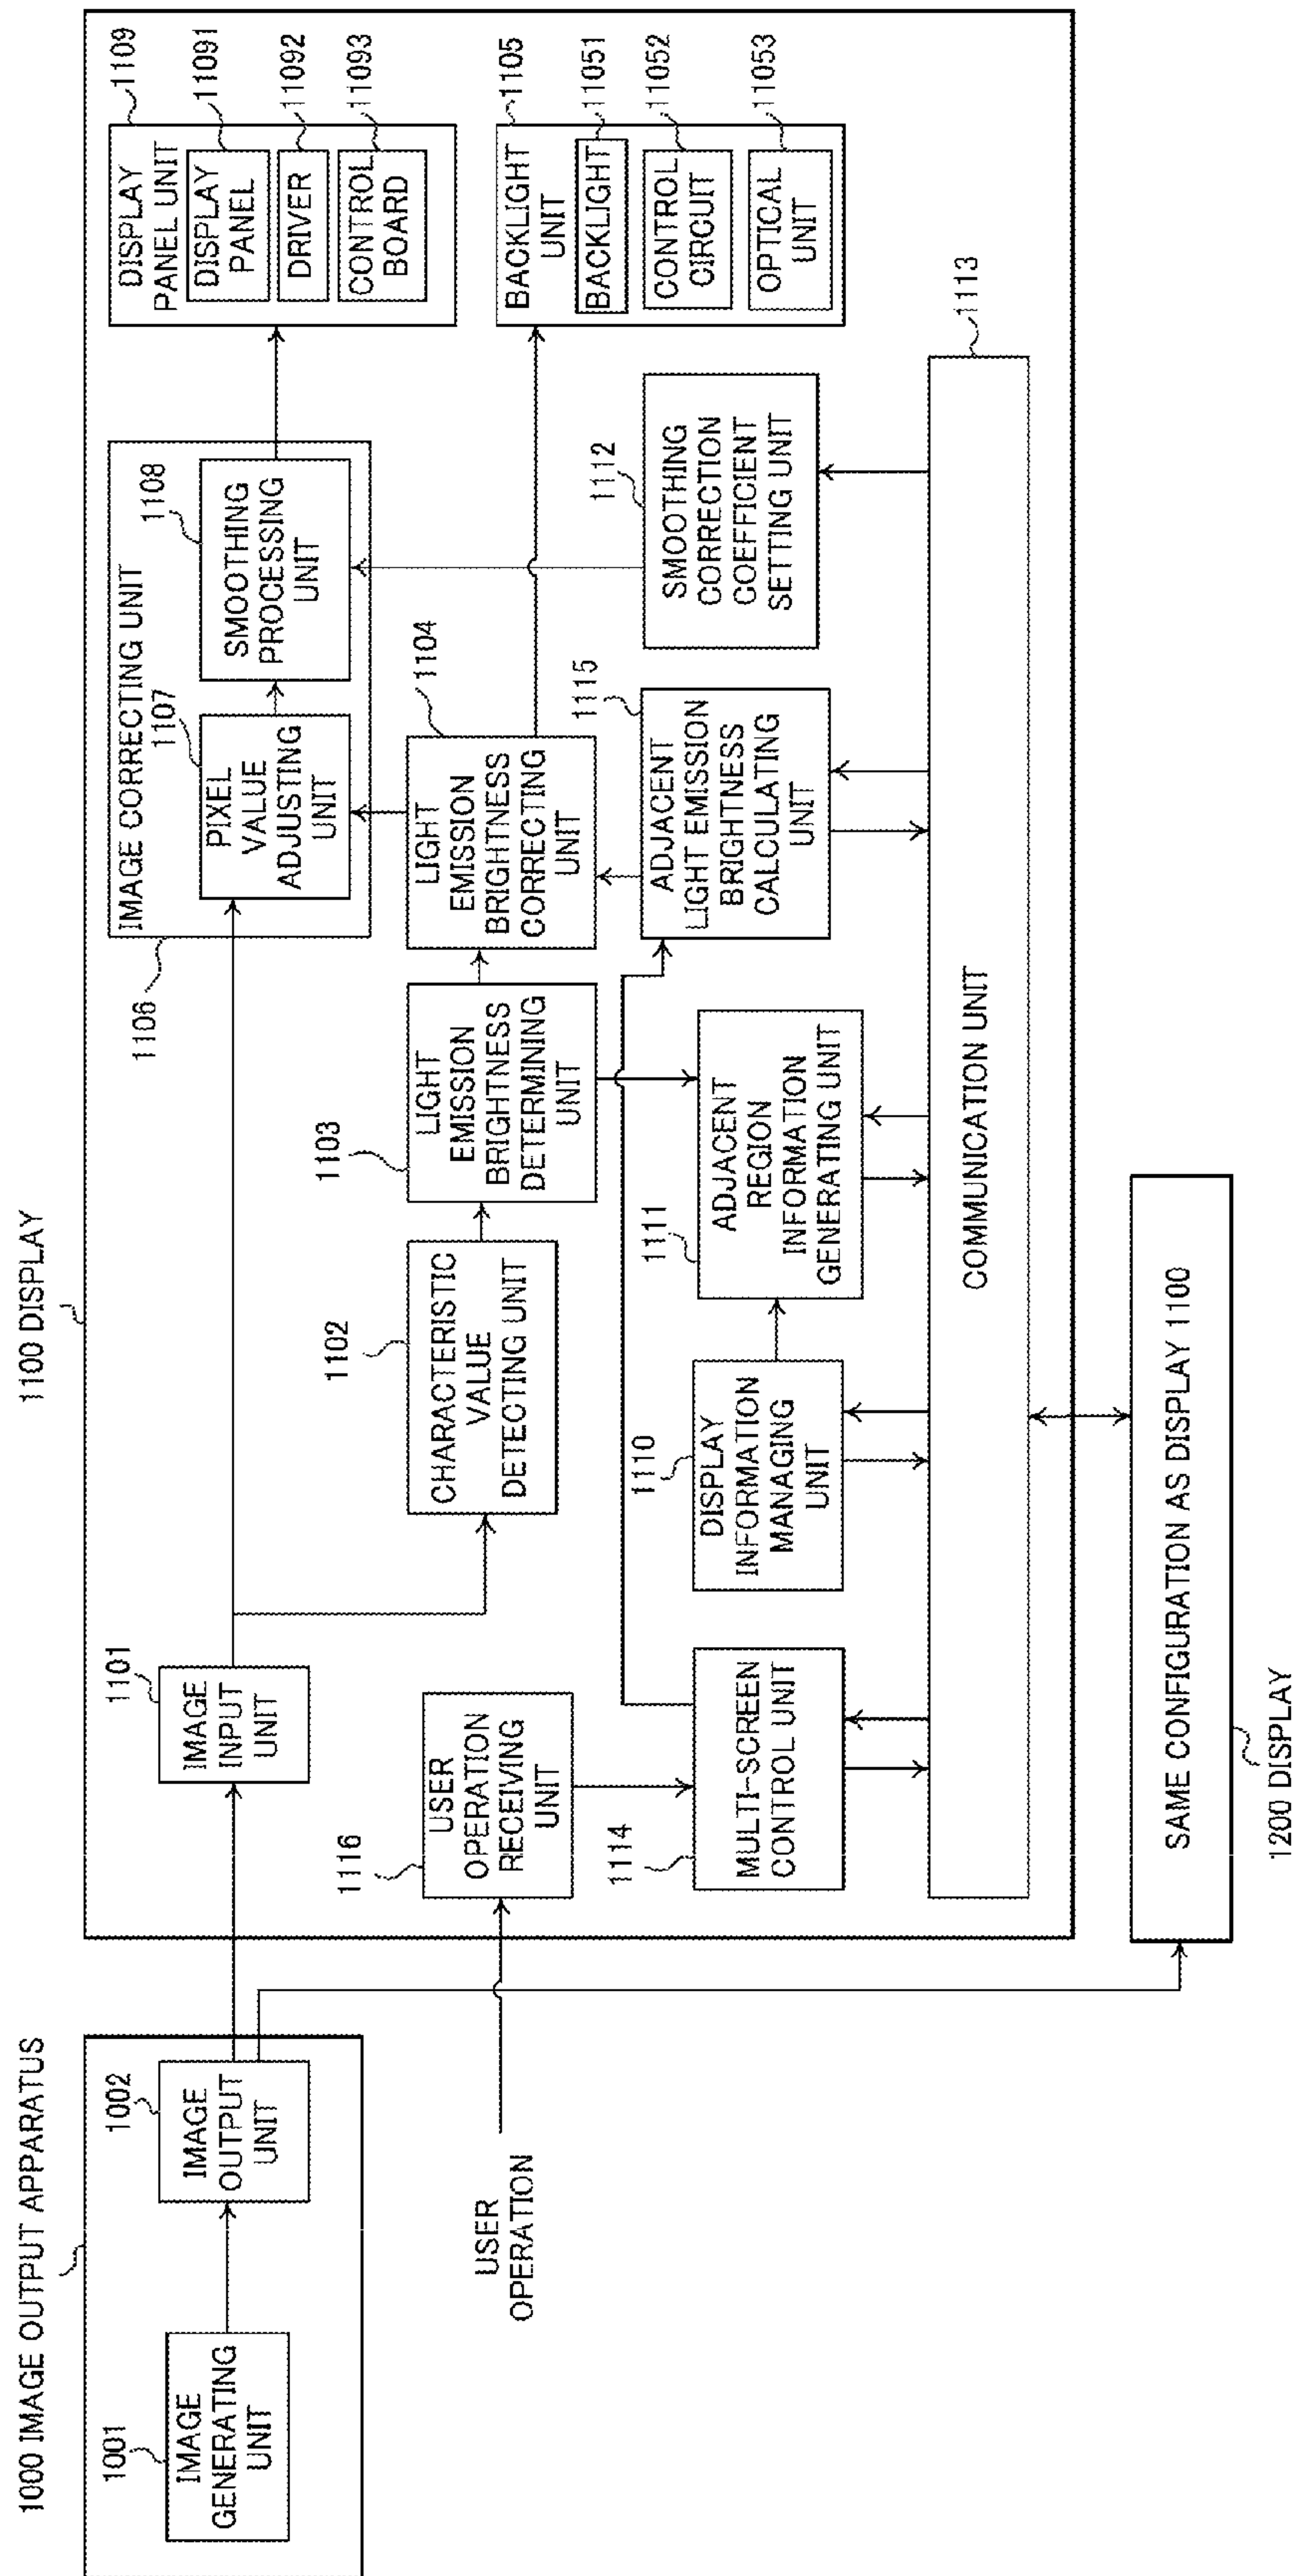 1000 IMAGE OUTPUT APPARATUS
1001
IMAGE
GENERATING
UNIT
1002
IMAGE
OUTPUT
UNIT
USER
OPERATION
1100 DISPLAY
1101
IMAGE
INPUT
UNIT
1116
USER
OPERATION
RECEIVING
UNIT
1114
MULTI-SCREEN
CONTROL UNIT
1102
CHARACTERISTIC
VALUE
DETECTING UNIT
1110
DISPLAY
INFORMATION
MANAGING
UNIT
1103
LIGHT
EMISSION
BRIGHTNESS
DETERMINING
UNIT
1111
ADJACENT
REGION
INFORMATION
GENERATING UNIT
1106
IMAGE CORRECTING UNIT
1107
PIXEL
VALUE
ADJUSTING
UNIT
1108
SMOOTHING
PROCESSING
UNIT
1104
LIGHT
EMISSION
BRIGHTNESS
CORRECTING
UNIT
1115
ADJACENT
LIGHT EMISSION
BRIGHTNESS
CALCULATING
UNIT
1112
SMOOTHING
CORRECTION
COEFFICIENT
SETTING UNIT
1109
DISPLAY
PANEL UNIT
11091
DISPLAY
PANEL
11092
DRIVER
11093
CONTROL
BOARD
1105
BACKLIGHT
UNIT
11051
BACKLIGHT
11052
CONTROL
CIRCUIT
11053
OPTICAL
UNIT
1113
COMMUNICATION UNIT
SAME CONFIGURATION AS DISPLAY 1100
1200 DISPLAY